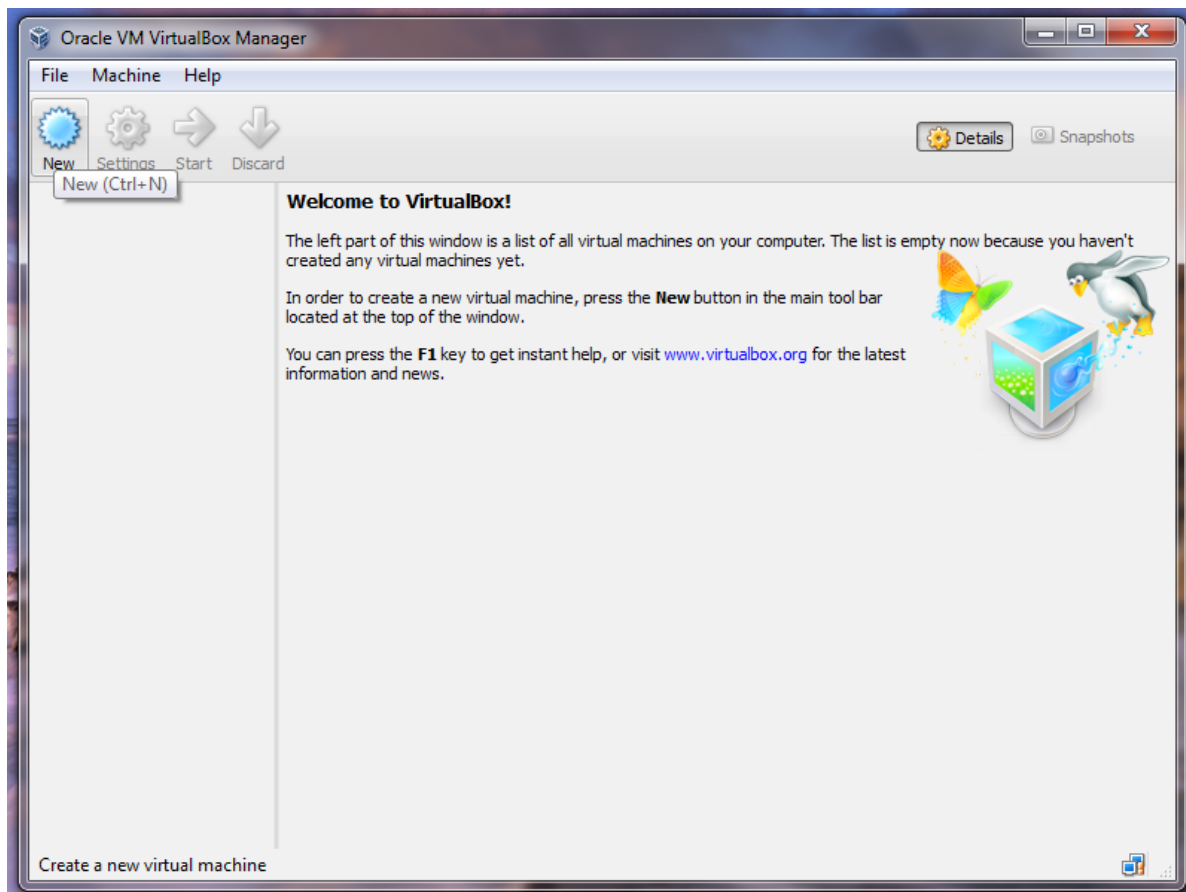 Oracle VM VirtualBox Manager
File Machine Help
New Settings Start Discard
Details Snapshots
New (Ctrl+N)
Welcome to VirtualBox!
The left part of this window is a list of all virtual machines on your computer. The list is empty now because you haven't
created any virtual machines yet.
In order to create a new virtual machine, press the New button in the main tool bar
located at the top of the window.
You can press the F1 key to get instant help, or visit www.virtualbox.org for the latest
information and news.
Create a new virtual machine